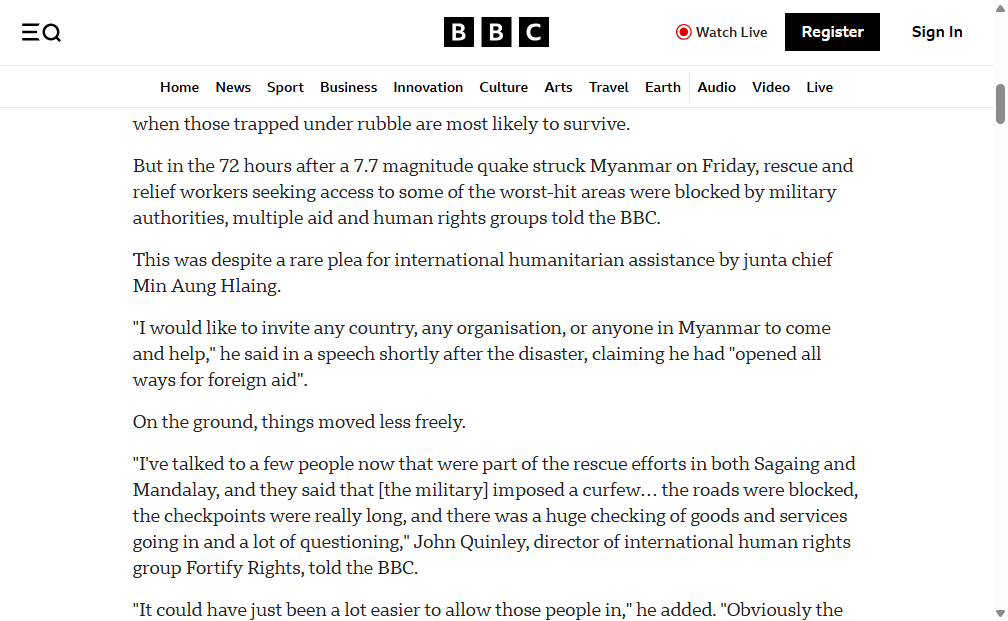 BBC
Watch Live
Register
Sign In
Home News Sport Business Innovation Culture Arts Travel Earth Audio Video Live
when those trapped under rubble are most likely to survive.
But in the 72 hours after a 7.7 magnitude quake struck Myanmar on Friday, rescue and
relief workers seeking access to some of the worst-hit areas were blocked by military
authorities, multiple aid and human rights groups told the BBC.
This was despite a rare plea for international humanitarian assistance by junta chief
Min Aung Hlaing.
"I would like to invite any country, any organisation, or anyone in Myanmar to come
and help," he said in a speech shortly after the disaster, claiming he had "opened all
ways for foreign aid".
On the ground, things moved less freely.
"I've talked to a few people now that were part of the rescue efforts in both Sagaing and
Mandalay, and they said that [the military] imposed a curfew… the roads were blocked,
the checkpoints were really long, and there was a huge checking of goods and services
going in and a lot of questioning," John Quinley, director of international human rights
group Fortify Rights, told the BBC.
"It could have just been a lot easier to allow those people in," he added. "Obviously the